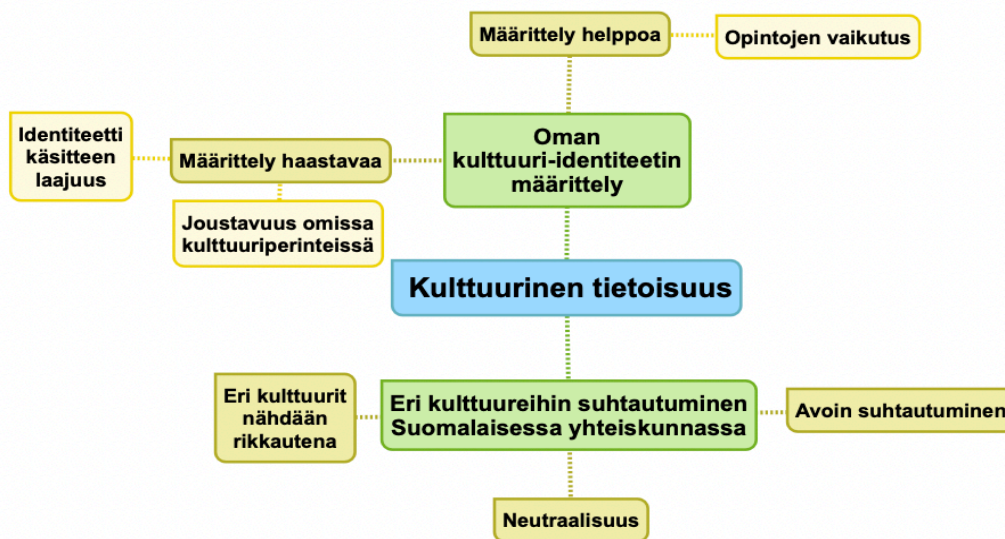 Määrittely helppoa
Opintojen vaikutus
Identiteetti
käsitteen
laajuus
Määrittely haastavaa
Oman
kulttuuri-identiteetin
määrittely
Joustavuus omissa
kulttuuriperinteissä
Kulttuurinen tietoisuus
Eri kulttuurit
nähdään
rikkautena
Eri kulttuureihin suhtautuminen
Suomalaisessa yhteiskunnassa
Avoin suhtautuminen
Neutraalisuus